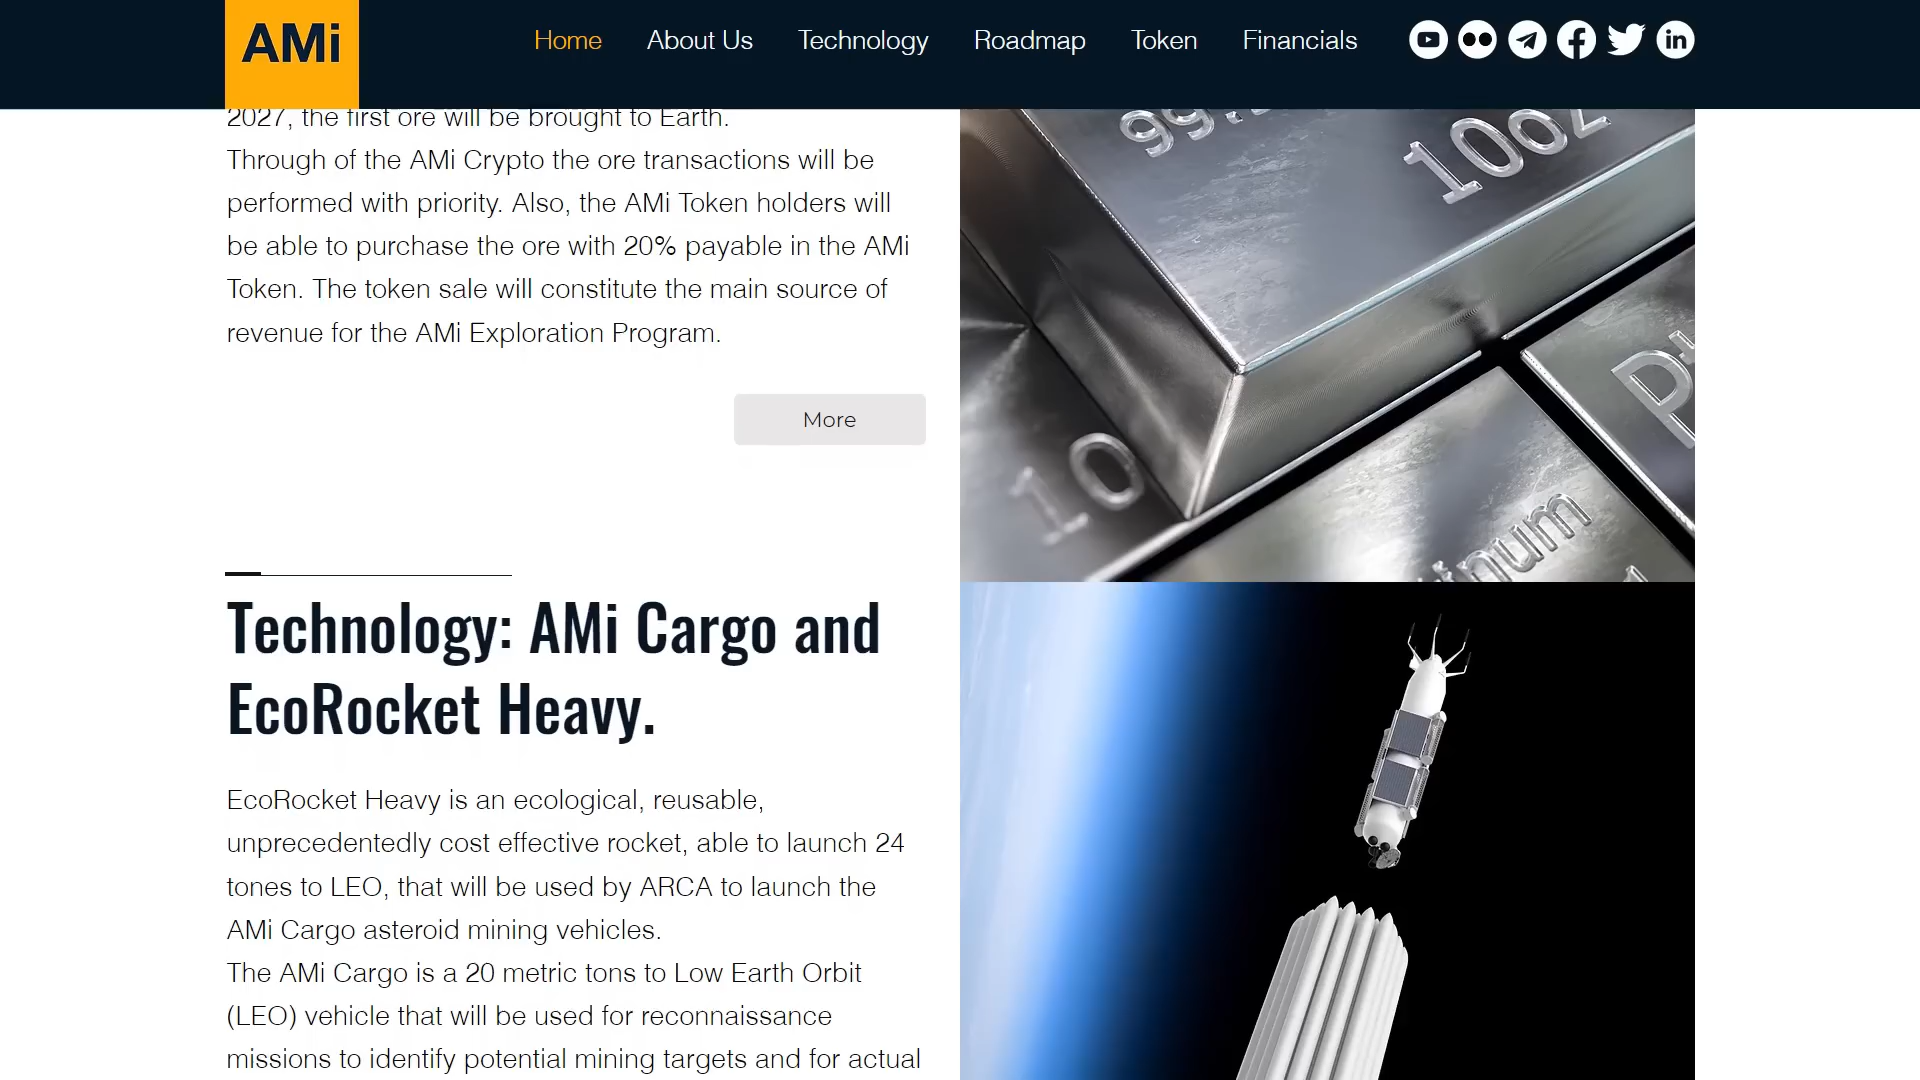 AMi
Home About Us Technology Roadmap Token Financials
2027, the first ore will be brought to Earth.
Through of the AMi Crypto the ore transactions will be
performed with priority. Also, the AMi Token holders will
be able to purchase the ore with 20% payable in the AMi
Token. The token sale will constitute the main source of
revenue for the AMi Exploration Program.
More
10oz
Pt
10
Technology: AMi Cargo and
EcoRocket Heavy.
EcoRocket Heavy is an ecological, reusable,
unprecedentedly cost effective rocket, able to launch 24
tones to LEO, that will be used by ARCA to launch the
AMi Cargo asteroid mining vehicles.
The AMi Cargo is a 20 metric tons to Low Earth Orbit
(LEO) vehicle that will be used for reconnaissance
missions to identify potential mining targets and for actual